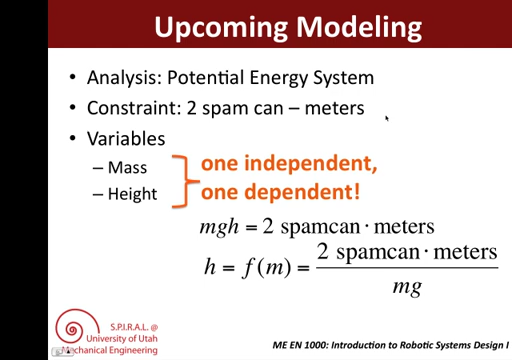 Upcoming Modeling
• Analysis: Potential Energy System
• Constraint: 2 spam can – meters
• Variables
– Mass
– Height
one independent,
one dependent!
mgh = 2 spamcan · meters
h = f(m) = 2 spamcan · meters / mg
S.P.I.R.A.L. @
University of Utah
Mechanical Engineering
ME EN 1000: Introduction to Robotic Systems Design I